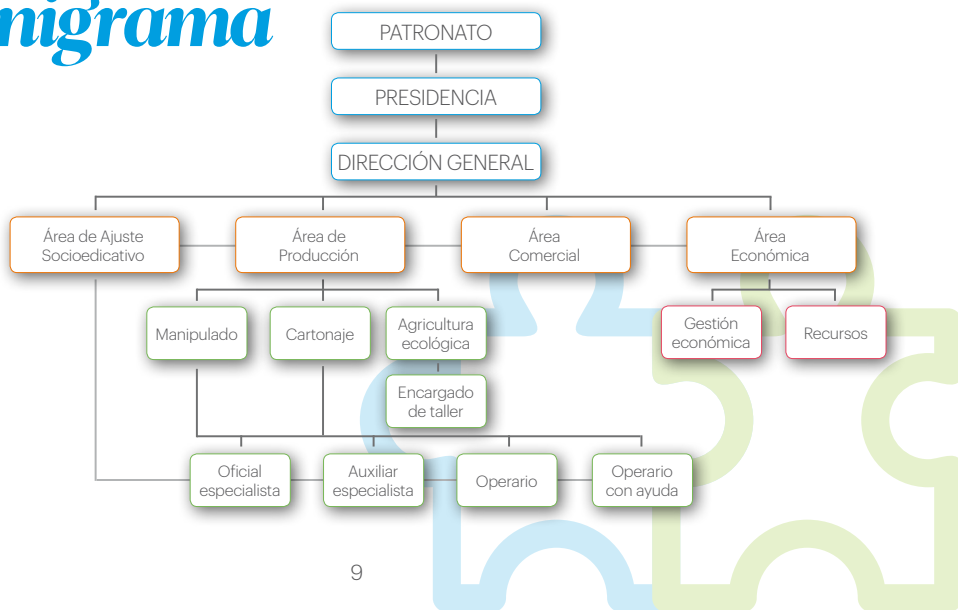 nigrama
PATRONATO
PRESIDENCIA
DIRECCIÓN GENERAL
Área de Ajuste
Socioedicativo
Área de
Producción
Área
Comercial
Área
Económica
Manipulado
Cartonaje
Agricultura
ecológica
Gestión
económica
Recursos
Encargado
de taller
Oficial
especialista
Auxiliar
especialista
Operario
Operario
con ayuda
9